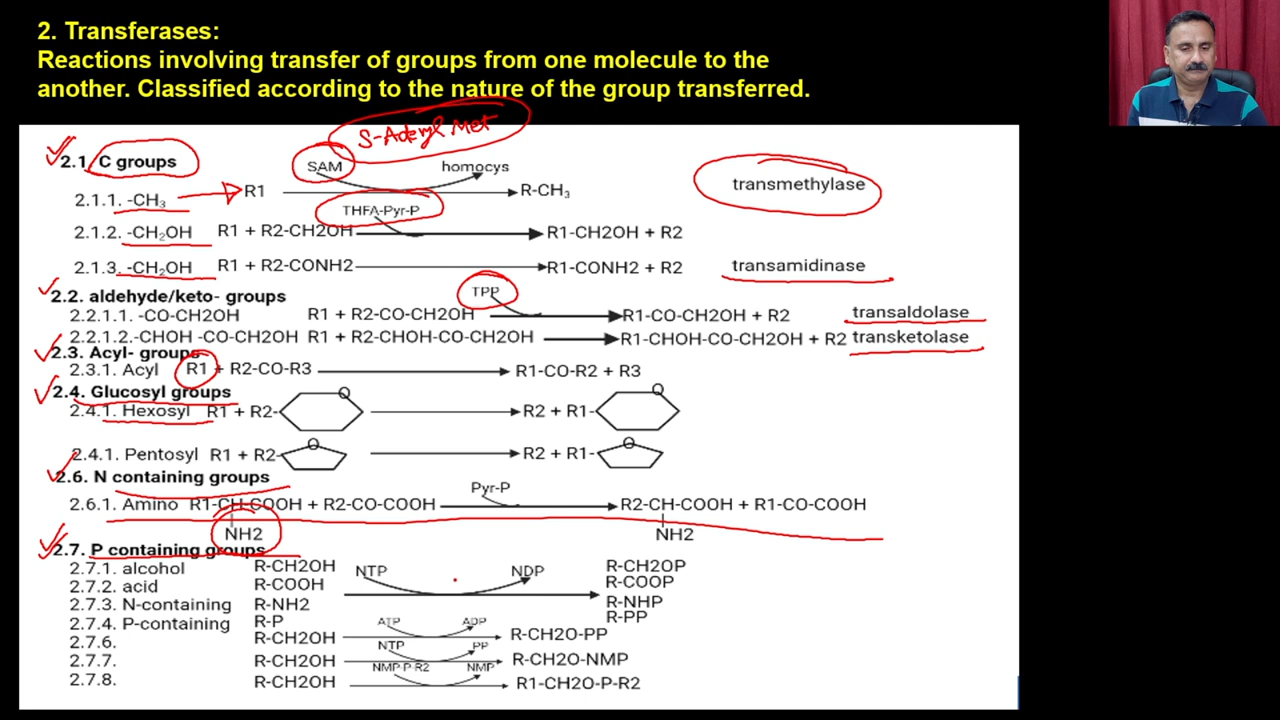 2. Transferases:
Reactions involving transfer of groups from one molecule to the
another. Classified according to the nature of the group transferred.
S-Adenyl Met
2.1 C groups
SAM homocys
2.1.1. -CH₃ R1 R-CH₃ transmethylase
THFA-Pyr-P
2.1.2. -CH₂OH R1 + R2-CH2OH R1-CH2OH + R2
2.1.3. -CH₂OH R1 + R2-CONH2 R1-CONH2 + R2 transamidinase
2.2. aldehyde/keto- groups TPP
2.2.1.1. -CO-CH2OH R1 + R2-CO-CH2OH R1-CO-CH2OH + R2 transaldolase
2.2.1.2.-CHOH -CO-CH2OH R1 + R2-CHOH-CO-CH2OH R1-CHOH-CO-CH2OH + R2 transketolase
2.3. Acyl- groups
2.3.1. Acyl R1 + R2-CO-R3 R1-CO-R2 + R3
2.4. Glucosyl groups
2.4.1. Hexosyl R1 + R2- O R2 + R1- O
2.4.1. Pentosyl R1 + R2- O R2 + R1- O
2.6. N containing groups
Pyr-P
2.6.1. Amino R1-CH-COOH + R2-CO-COOH R2-CH-COOH + R1-CO-COOH
NH2 NH2
2.7. P containing groups
2.7.1. alcohol R-CH2OH NTP NDP R-CH2OP
2.7.2. acid R-COOH R-COOP
2.7.3. N-containing R-NH2 R-NHP
2.7.4. P-containing R-P R-PP
2.7.6. R-CH2OH ATP ADP R-CH2O-PP
2.7.7. R-CH2OH NTP PP R-CH2O-NMP
2.7.8. R-CH2OH NMP-P-R2 NMP R1-CH2O-P-R2